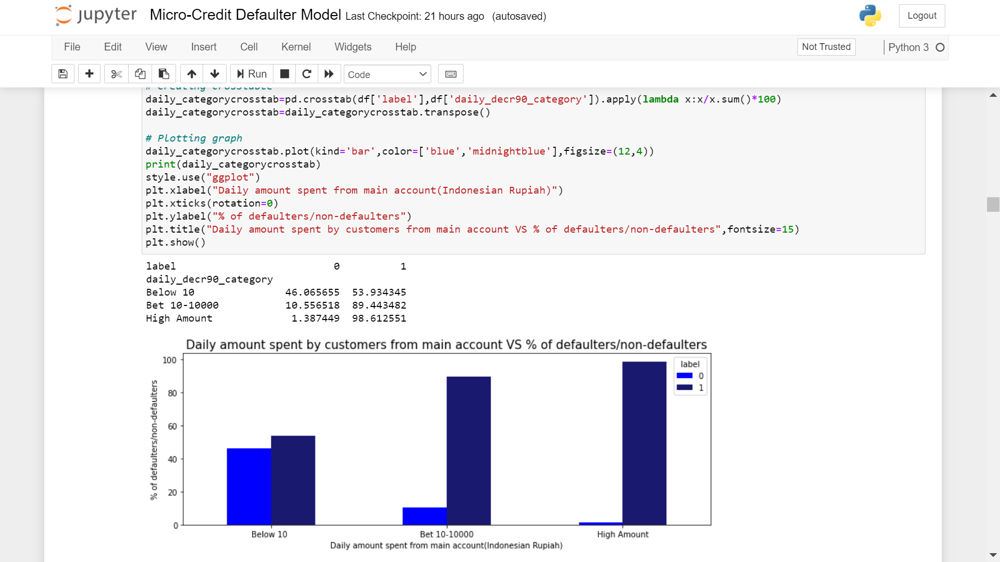 jupyter Micro-Credit Defaulter Model Last Checkpoint: 21 hours ago (autosaved) Logout
File Edit View Insert Cell Kernel Widgets Help Not Trusted Python 3
Run Code
# Creating crosstable
daily_categorycrosstab=pd.crosstab(df['label'],df['daily_decr90_category']).apply(lambda x:x/x.sum()*100)
daily_categorycrosstab=daily_categorycrosstab.transpose()
# Plotting graph
daily_categorycrosstab.plot(kind='bar',color=['blue','midnightblue'],figsize=(12,4))
print(daily_categorycrosstab)
style.use("ggplot")
plt.xlabel("Daily amount spent from main account(Indonesian Rupiah)")
plt.xticks(rotation=0)
plt.ylabel("% of defaulters/non-defaulters")
plt.title("Daily amount spent by customers from main account VS % of defaulters/non-defaulters",fontsize=15)
plt.show()
label 0 1
daily_decr90_category
Below 10 46.065655 53.934345
Bet 10-10000 10.556518 89.443482
High Amount 1.387449 98.612551
Daily amount spent by customers from main account VS % of defaulters/non-defaulters
% of defaulters/non-defaulters
100
80
60
40
20
0
label
0
1
Below 10 Bet 10-10000 High Amount
Daily amount spent from main account(Indonesian Rupiah)